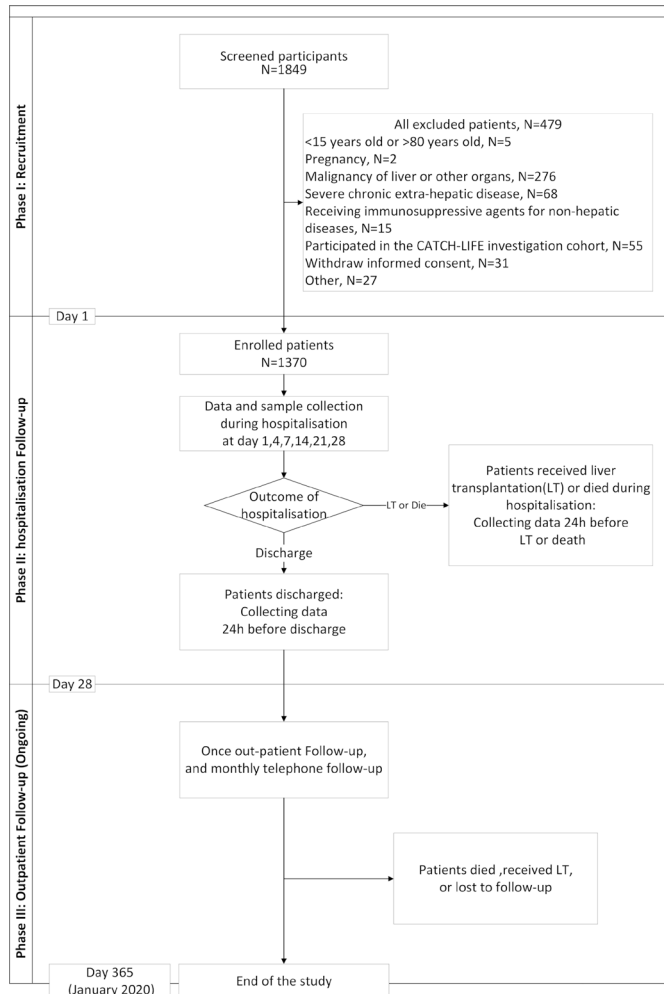 Phase I: Recruitment
Screened participants
N=1849
All excluded patients, N=479
<15 years old or >80 years old, N=5
Pregnancy, N=2
Malignancy of liver or other organs, N=276
Severe chronic extra-hepatic disease, N=68
Receiving immunosuppressive agents for non-hepatic
diseases, N=15
Participated in the CATCH-LIFE investigation cohort, N=55
Withdraw informed consent, N=31
Other, N=27
Day 1
Phase II: hospitalisation Follow-up
Enrolled patients
N=1370
Data and sample collection
during hospitalisation
at day 1,4,7,14,21,28
Outcome of
hospitalisation
LT or Die
Patients received liver
transplantation(LT) or died during
hospitalisation:
Collecting data 24h before
LT or death
Discharge
Patients discharged:
Collecting data
24h before discharge
Day 28
Phase III: Outpatient Follow-up (Ongoing)
Once out-patient Follow-up,
and monthly telephone follow-up
Patients died ,received LT,
or lost to follow-up
Day 365
(January 2020)
End of the study